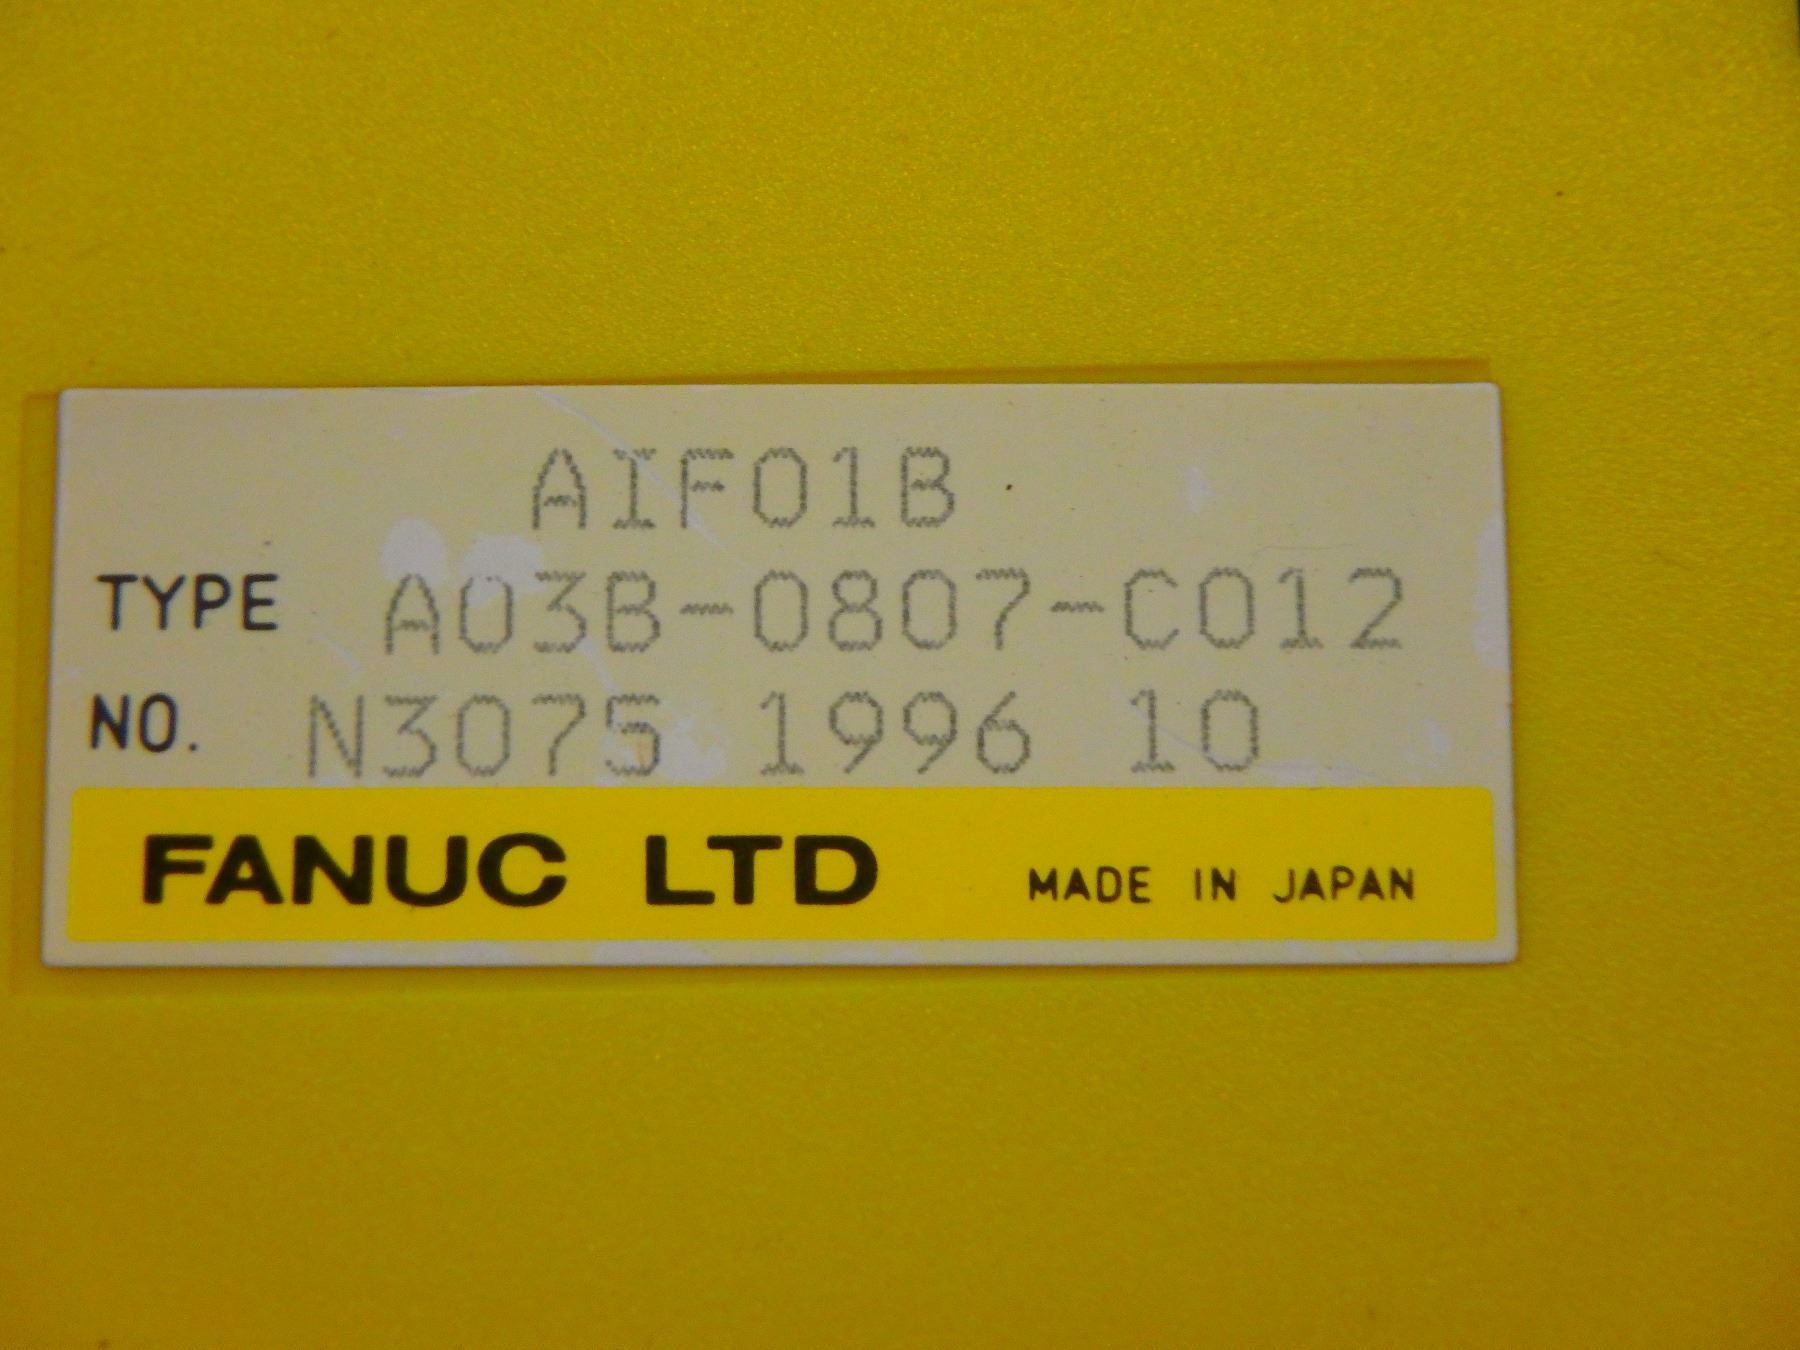 AIF01B
TYPE A03B-0807-C012
NO. N3075 1996 10
FANUC LTD MADE IN JAPAN